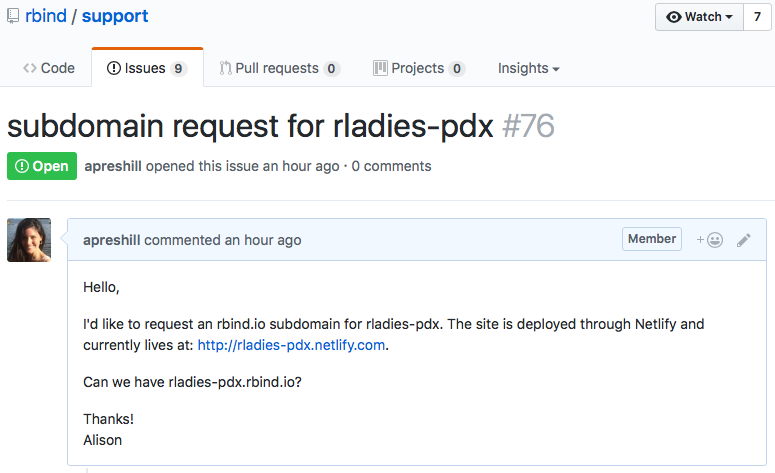 rbind / support
Watch 7
Code Issues 9 Pull requests 0 Projects 0 Insights
subdomain request for rladies-pdx #76
Open apreshill opened this issue an hour ago · 0 comments
apreshill commented an hour ago Member +
Hello,
I'd like to request an rbind.io subdomain for rladies-pdx. The site is deployed through Netlify and
currently lives at: http://rladies-pdx.netlify.com.
Can we have rladies-pdx.rbind.io?
Thanks!
Alison